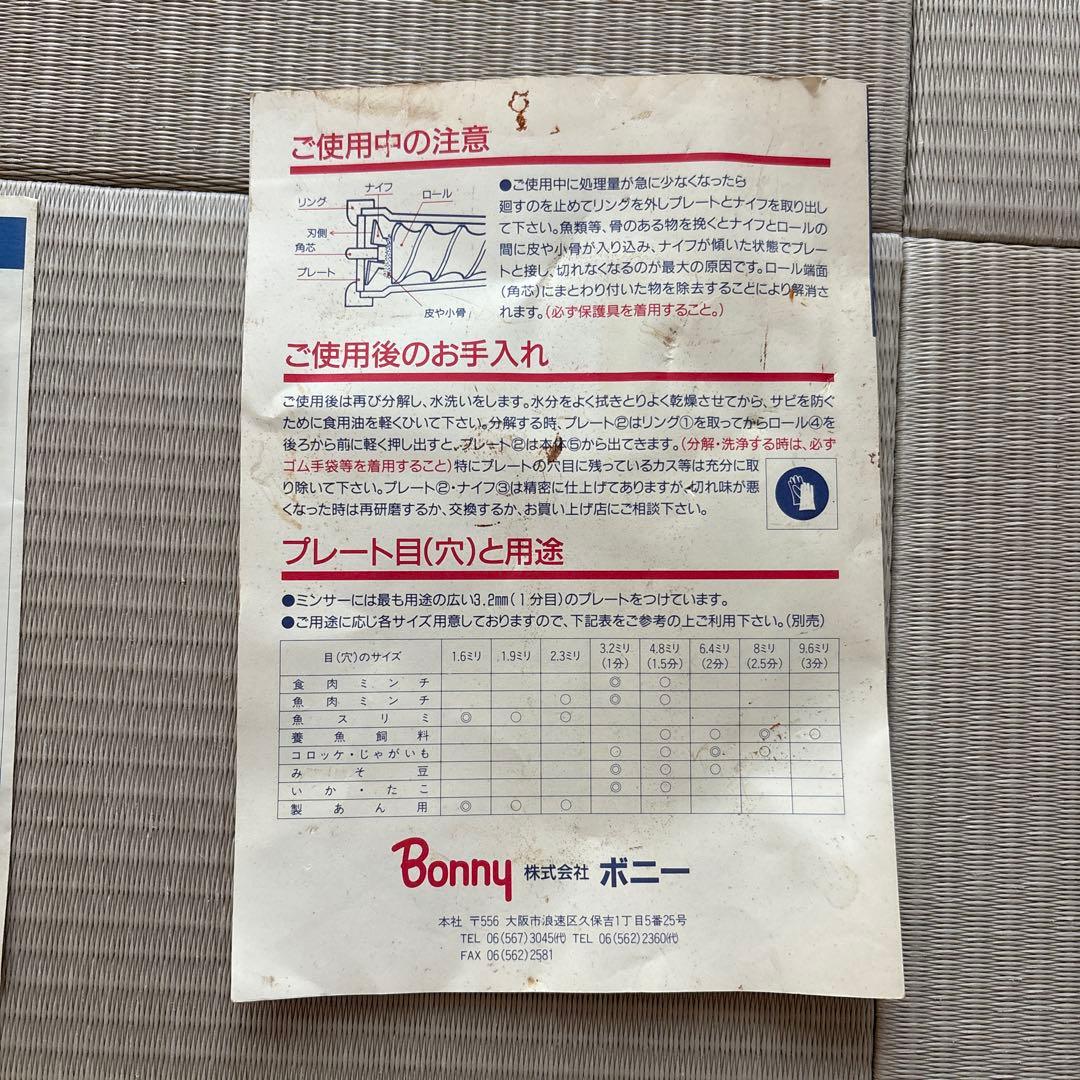 ご使用中の注意
ナイフ
リング
ロール
刃側
角芯
プレート
皮や小骨
●ご使用中に処理量が急に少なくなったら
廻すのを止めてリングを外しプレートとナイフを取り出し
て下さい。魚類等、骨のある物を挽くとナイフとロールの
間に皮や小骨が入り込み、ナイフが傾いた状態でプレー
トと接し、切れなくなるのが最大の原因です。ロール端面
(角芯)にまとわり付いた物を除去することにより解消さ
れます。(必ず保護具を着用すること。)
ご使用後のお手入れ
ご使用後は再び分解し、水洗いをします。水分をよく拭きとりよく乾燥させてから、サビを防ぐ
ために食用油を軽くひいて下さい。分解する時、プレート②はリング①を取ってからロール④を
後ろから前に軽く押し出すと、プレート②は本体⑤から出てきます。(分解・洗浄する時は、必ず
ゴム手袋等を着用すること)特にプレートの穴目に残っているカス等は充分に取
り除いて下さい。プレート②・ナイフ③は精密に仕上げてありますが、切れ味が悪
くなった時は再研磨するか、交換するか、お買い上げ店にご相談下さい。
プレート目(穴)と用途
●ミンサーには最も用途の広い3.2㎜(1分目)のプレートをつけています。
●ご用途に応じ各サイズ用意しておりますので、下記表をご参考の上ご利用下さい。(別売)
目(穴)のサイズ 1.6ミリ 1.9ミリ 2.3ミリ 3.2ミリ(1分) 4.8ミリ(1.5分) 6.4ミリ(2分) 8ミリ(2.5分) 9.6ミリ(3分)
食肉ミンチ ◎ ○
魚肉ミンチ ○ ◎ ○
魚スリミ ◎ ○ ○
養魚飼料 ○ ○ ◎ ○
コロッケ・じゃがいも ○ ○ ◎ ○
みそ豆 ◎ ○ ○
いか・たこ ◎ ○
製あん用 ◎ ○ ○
Bonny 株式会社 ボニー
本社 〒556 大阪市浪速区久保吉1丁目5番25号
TEL 06(567)3045㈹ TEL 06(562)2360㈹
FAX 06(562)2581